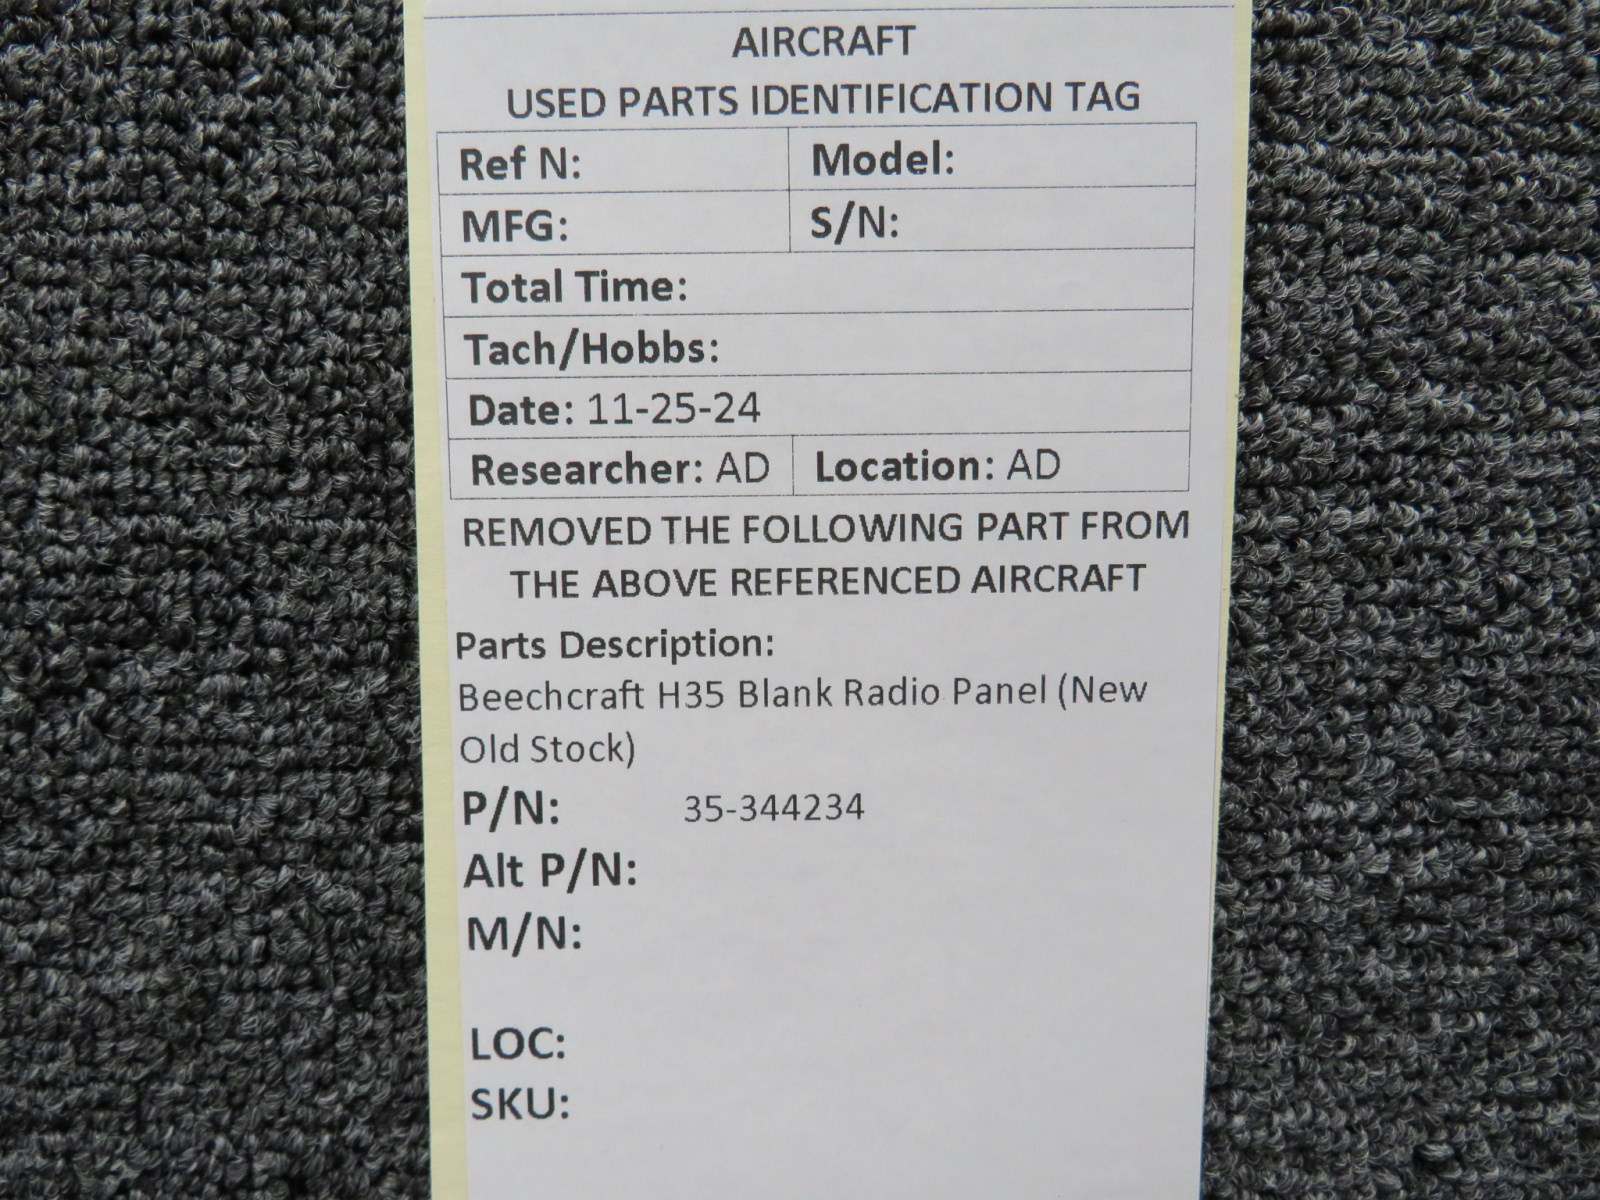 AIRCRAFT
USED PARTS IDENTIFICATION TAG
Ref N: Model:
MFG: S/N:
Total Time:
Tach/Hobbs:
Date: 11-25-24
Researcher: AD Location: AD
REMOVED THE FOLLOWING PART FROM
THE ABOVE REFERENCED AIRCRAFT
Parts Description:
Beechcraft H35 Blank Radio Panel (New
Old Stock)
P/N: 35-344234
Alt P/N:
M/N:
LOC:
SKU: